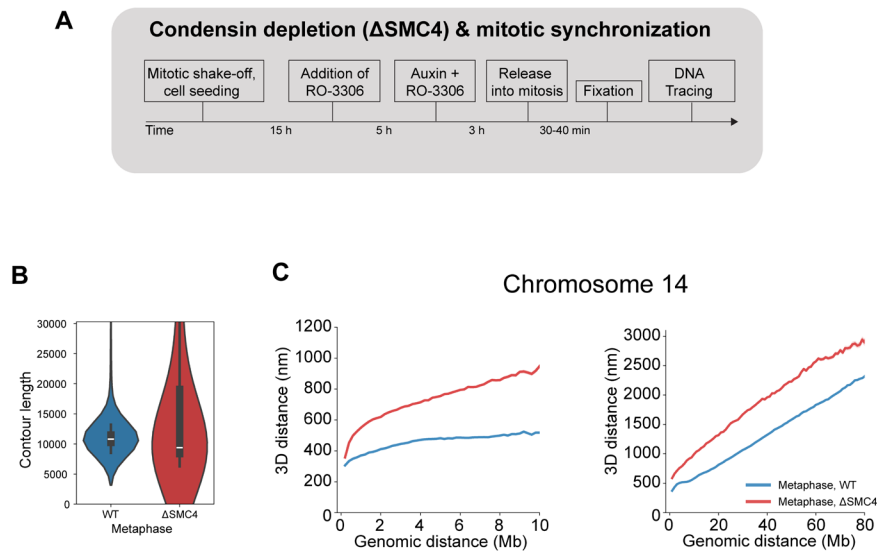 A
Condensin depletion (ΔSMC4) & mitotic synchronization
Mitotic shake-off,
cell seeding
Addition of
RO-3306
Auxin +
RO-3306
Release
into mitosis
Fixation
DNA
Tracing
Time
15 h
5 h
3 h
30-40 min
B
Contour length
30000
25000
20000
15000
10000
5000
0
WT
ΔSMC4
Metaphase
C
Chromosome 14
3D distance (nm)
1200
1000
800
600
400
200
0
0 2 4 6 8 10
Genomic distance (Mb)
3D distance (nm)
3000
2500
2000
1500
1000
500
0
Metaphase, WT
Metaphase, ΔSMC4
0 20 40 60 80
Genomic distance (Mb)